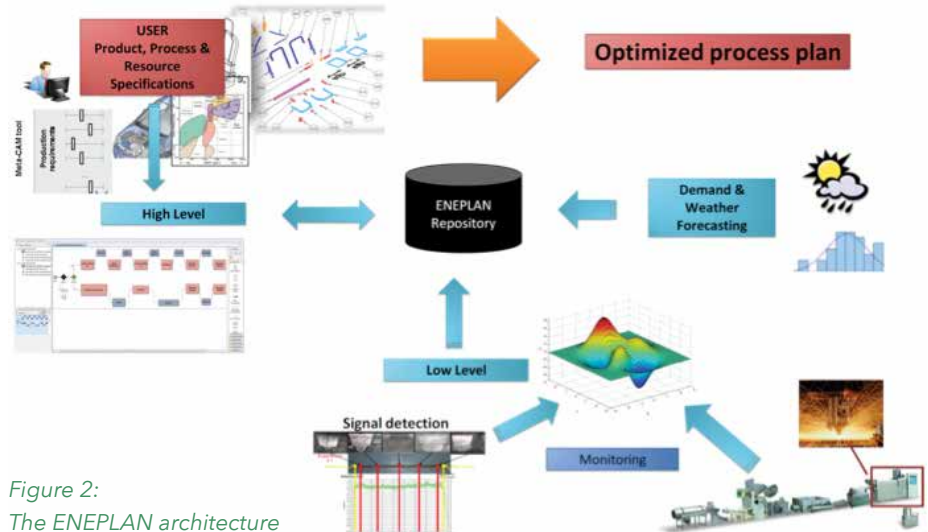 USER
Product, Process &
Resource
Specifications
Optimized process plan
Meta-CAM tool
Production
requirements
High Level
ENEPLAN
Repository
Demand &
Weather
Forecasting
Low Level
Signal detection
Monitoring
Figure 2:
The ENEPLAN architecture